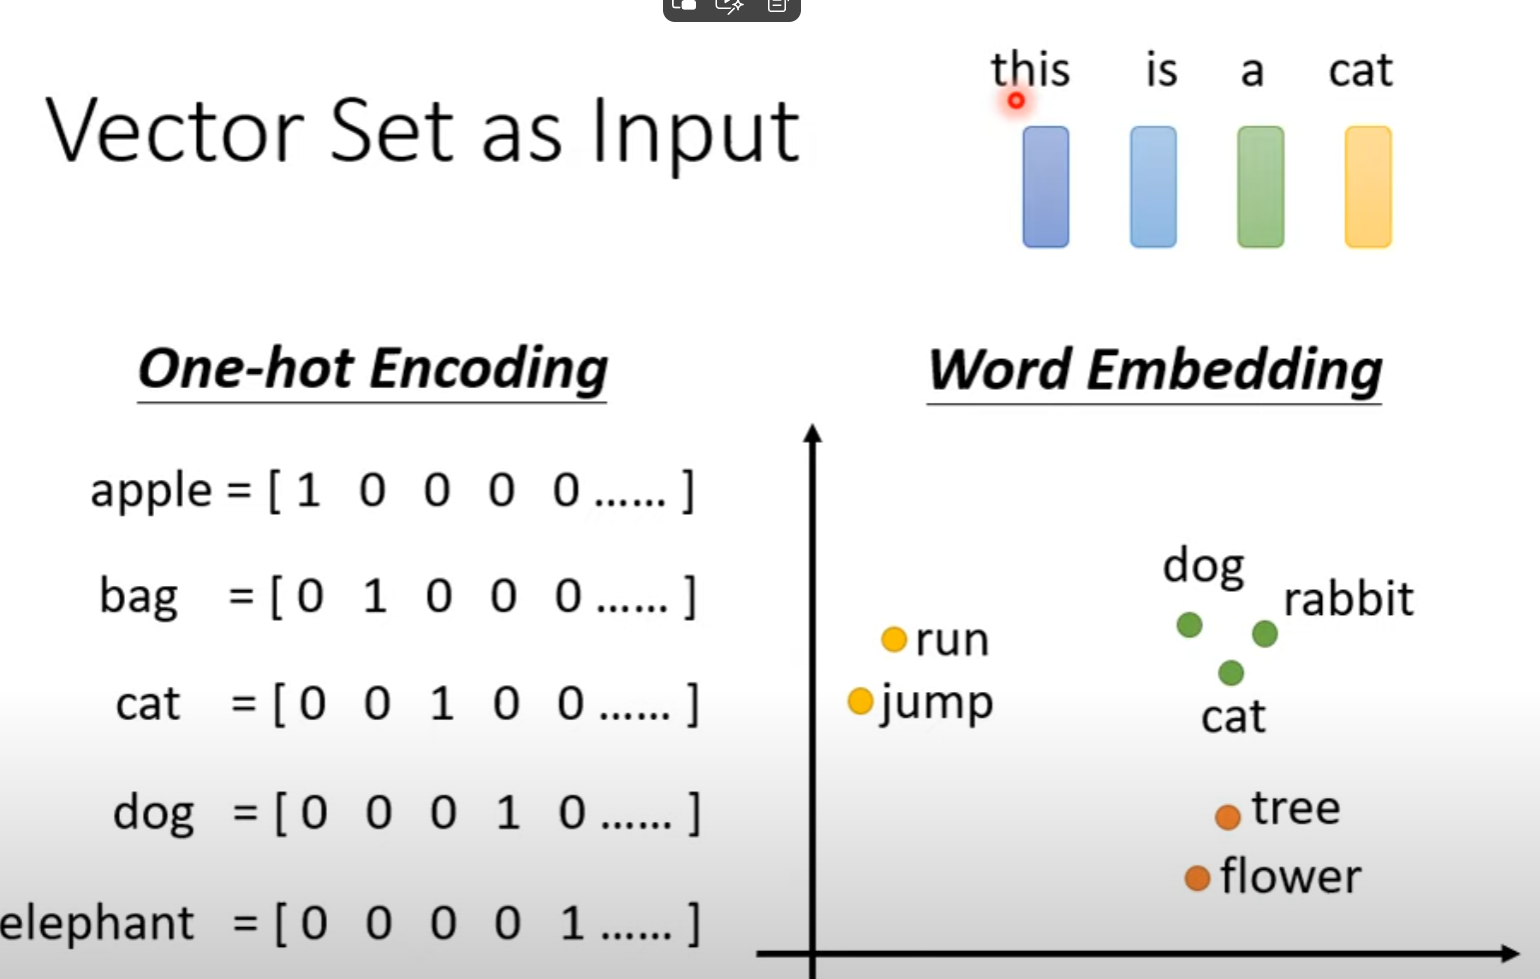 this is a cat
Vector Set as Input
One-hot Encoding
apple = [ 1 0 0 0 0 …… ]
bag = [ 0 1 0 0 0 …… ]
cat = [ 0 0 1 0 0 …… ]
dog = [ 0 0 0 1 0 …… ]
elephant = [ 0 0 0 0 1 …… ]
Word Embedding
dog
rabbit
run
jump
cat
tree
flower